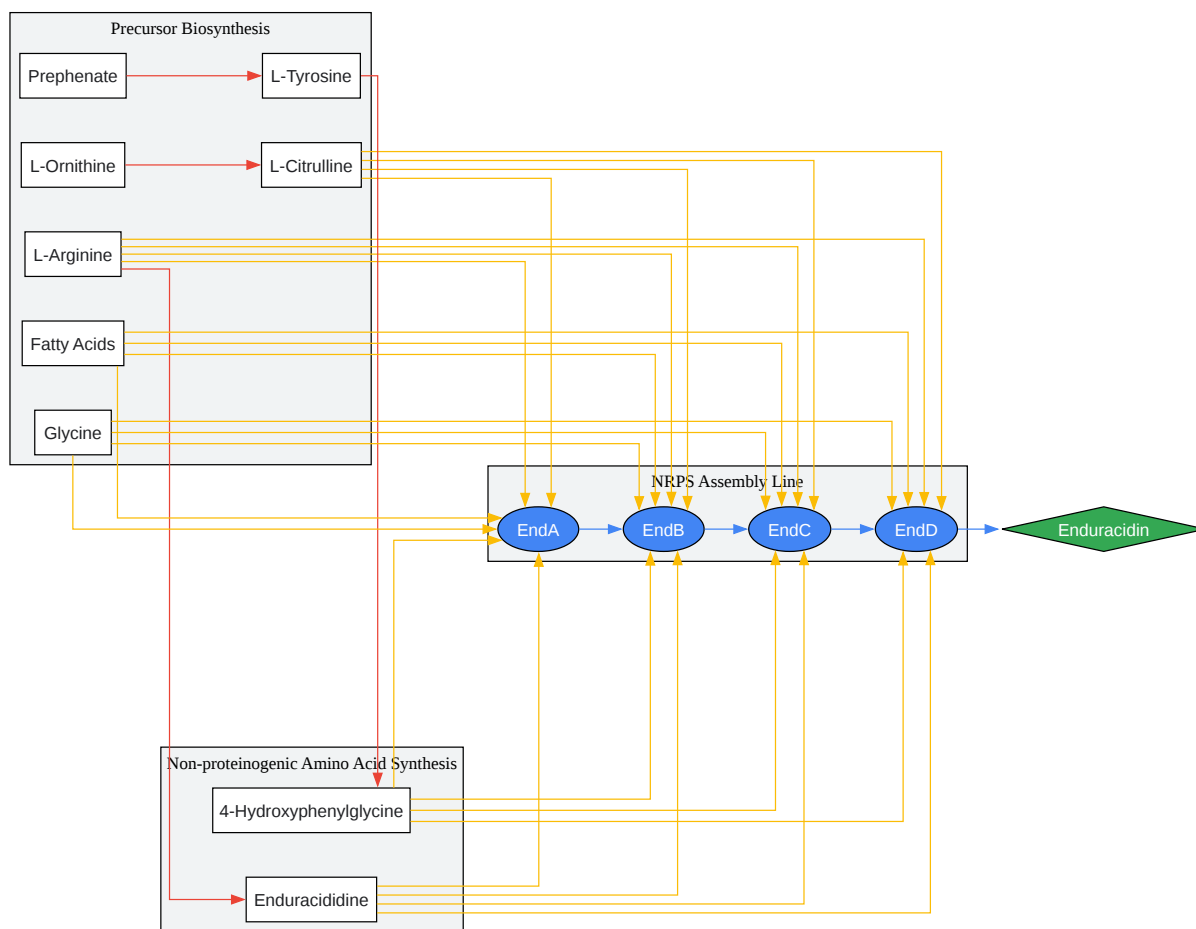 Precursor Biosynthesis
Prephenate
L-Tyrosine
L-Ornithine
L-Citrulline
L-Arginine
Fatty Acids
Glycine
NRPS Assembly Line
EndA
EndB
EndC
EndD
Enduracidin
Non-proteinogenic Amino Acid Synthesis
4-Hydroxyphenylglycine
Enduracididine